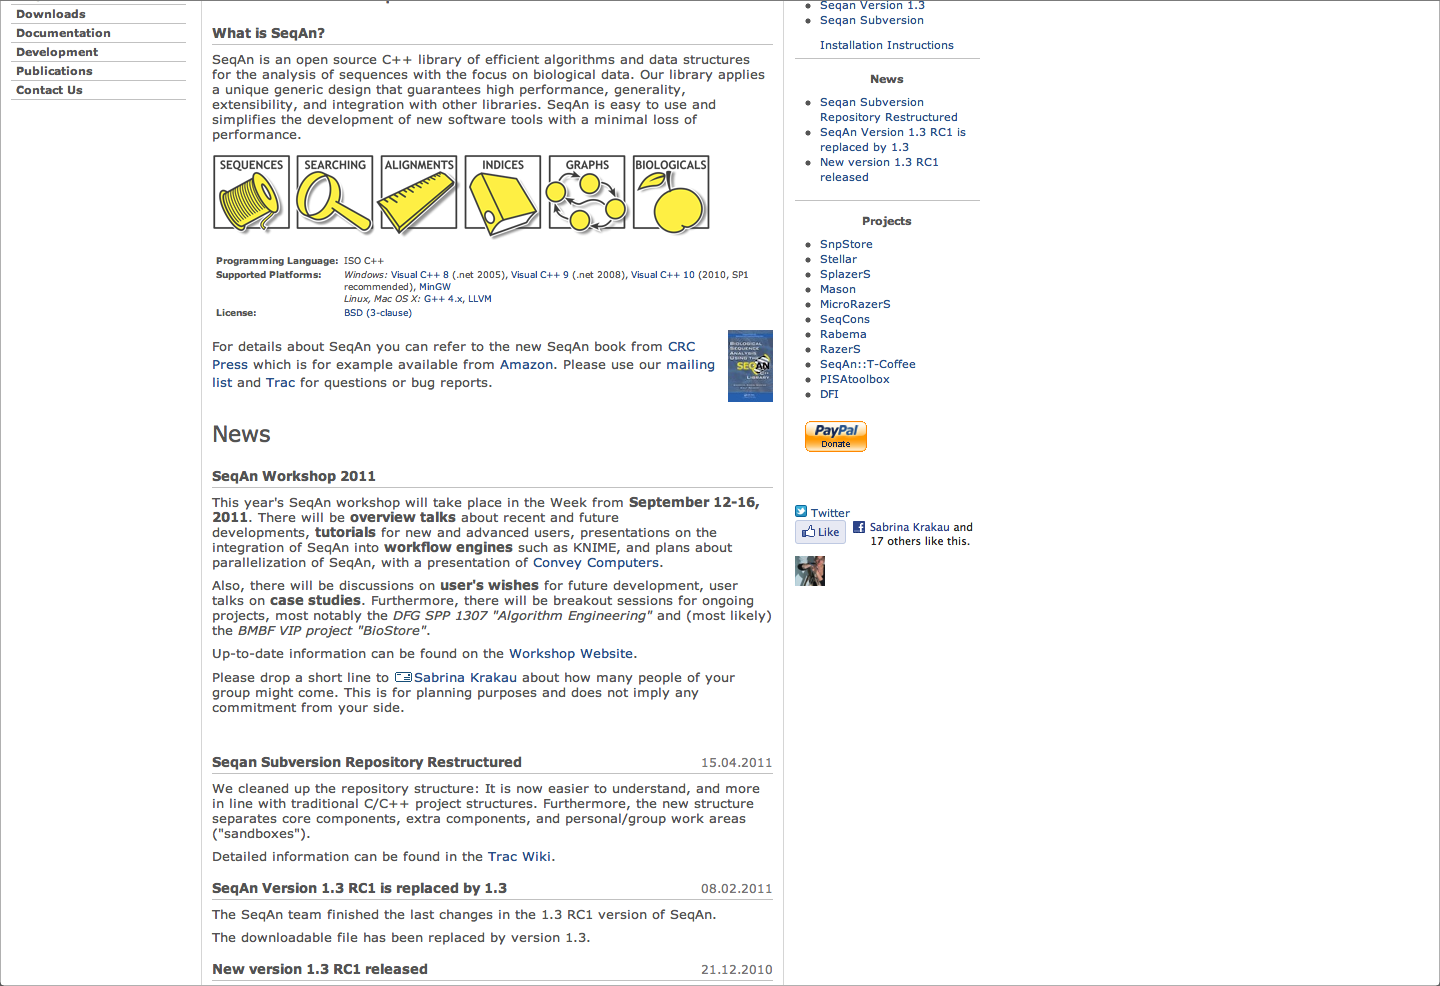 Downloads
Documentation
Development
Publications
Contact Us
What is SeqAn?
SeqAn is an open source C++ library of efficient algorithms and data structures
for the analysis of sequences with the focus on biological data. Our library applies
a unique generic design that guarantees high performance, generality,
extensibility, and integration with other libraries. SeqAn is easy to use and
simplifies the development of new software tools with a minimal loss of
performance.
SEQUENCES SEARCHING ALIGNMENTS INDICES GRAPHS BIOLOGICALS
Programming Language: ISO C++
Supported Platforms: Windows: Visual C++ 8 (.net 2005), Visual C++ 9 (.net 2008), Visual C++ 10 (2010, SP1
recommended), MinGW
Linux, Mac OS X: G++ 4.x, LLVM
License: BSD (3-clause)
For details about SeqAn you can refer to the new SeqAn book from CRC
Press which is for example available from Amazon. Please use our mailing
list and Trac for questions or bug reports.
BIOLOGICAL
SEQUENCE
ANALYSIS
USING THE
SEQAN
LIBRARY
News
SeqAn Workshop 2011
This year's SeqAn workshop will take place in the Week from September 12-16,
2011. There will be overview talks about recent and future
developments, tutorials for new and advanced users, presentations on the
integration of SeqAn into workflow engines such as KNIME, and plans about
parallelization of SeqAn, with a presentation of Convey Computers.
Also, there will be discussions on user's wishes for future development, user
talks on case studies. Furthermore, there will be breakout sessions for ongoing
projects, most notably the DFG SPP 1307 "Algorithm Engineering" and (most likely)
the BMBF VIP project "BioStore".
Up-to-date information can be found on the Workshop Website.
Please drop a short line to Sabrina Krakau about how many people of your
group might come. This is for planning purposes and does not imply any
commitment from your side.
Seqan Subversion Repository Restructured 15.04.2011
We cleaned up the repository structure: It is now easier to understand, and more
in line with traditional C/C++ project structures. Furthermore, the new structure
separates core components, extra components, and personal/group work areas
("sandboxes").
Detailed information can be found in the Trac Wiki.
SeqAn Version 1.3 RC1 is replaced by 1.3 08.02.2011
The SeqAn team finished the last changes in the 1.3 RC1 version of SeqAn.
The downloadable file has been replaced by version 1.3.
New version 1.3 RC1 released 21.12.2010
Seqan Version 1.3
Seqan Subversion
Installation Instructions
News
Seqan Subversion
Repository Restructured
SeqAn Version 1.3 RC1 is
replaced by 1.3
New version 1.3 RC1
released
Projects
SnpStore
Stellar
SplazerS
Mason
MicroRazerS
SeqCons
Rabema
RazerS
SeqAn::T-Coffee
PISAtoolbox
DFI
PayPal
Donate
Twitter
Like
Sabrina Krakau and
17 others like this.